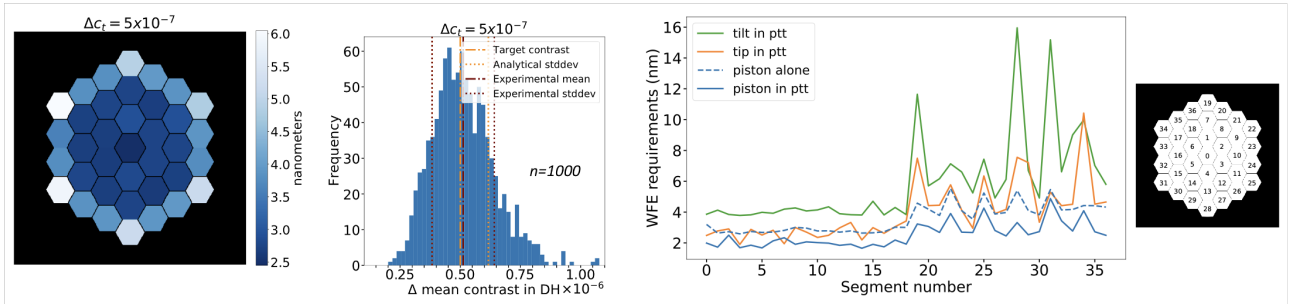 Δc_t = 5x10⁻⁷
6.0
5.5
5.0
4.5
4.0
3.5
3.0
2.5
nanometers
Δc_t = 5x10⁻⁷
Target contrast
Analytical stddev
Experimental mean
Experimental stddev
n=1000
Frequency
60
50
40
30
20
10
0
0.25 0.50 0.75 1.00
Δ mean contrast in DH ×10⁻⁶
tilt in ptt
tip in ptt
piston alone
piston in ptt
WFE requirements (nm)
16
14
12
10
8
6
4
2
0 5 10 15 20 25 30 35
Segment number
19
36 20
35 7 21
34 18 8 22
17 1 9
33 6 2 23
16 0 10
32 5 3 24
15 4 11
31 14 12 25
30 13 26
29 27
28